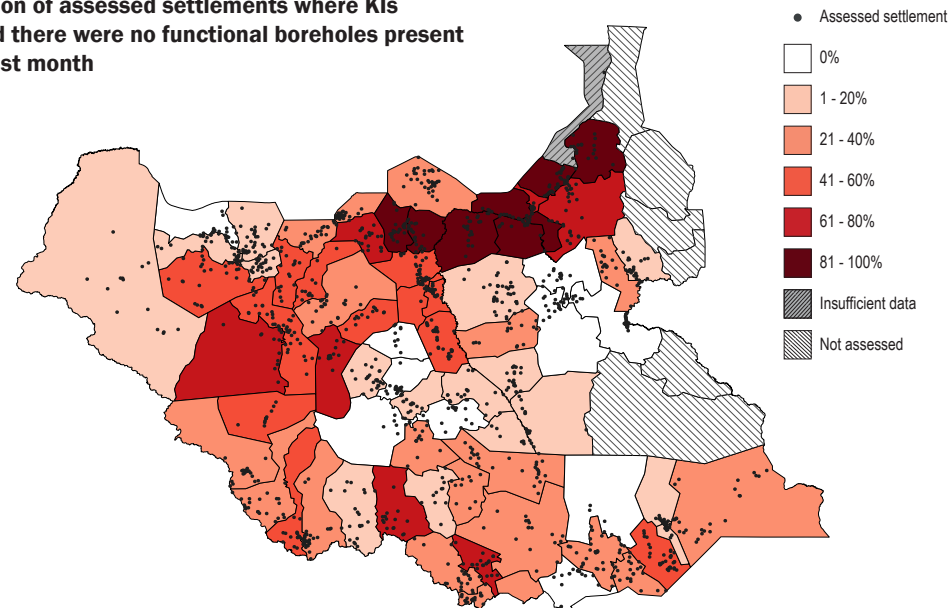 ion of assessed settlements where KIs
d there were no functional boreholes present
st month
Assessed settlement
0%
1 - 20%
21 - 40%
41 - 60%
61 - 80%
81 - 100%
Insufficient data
Not assessed